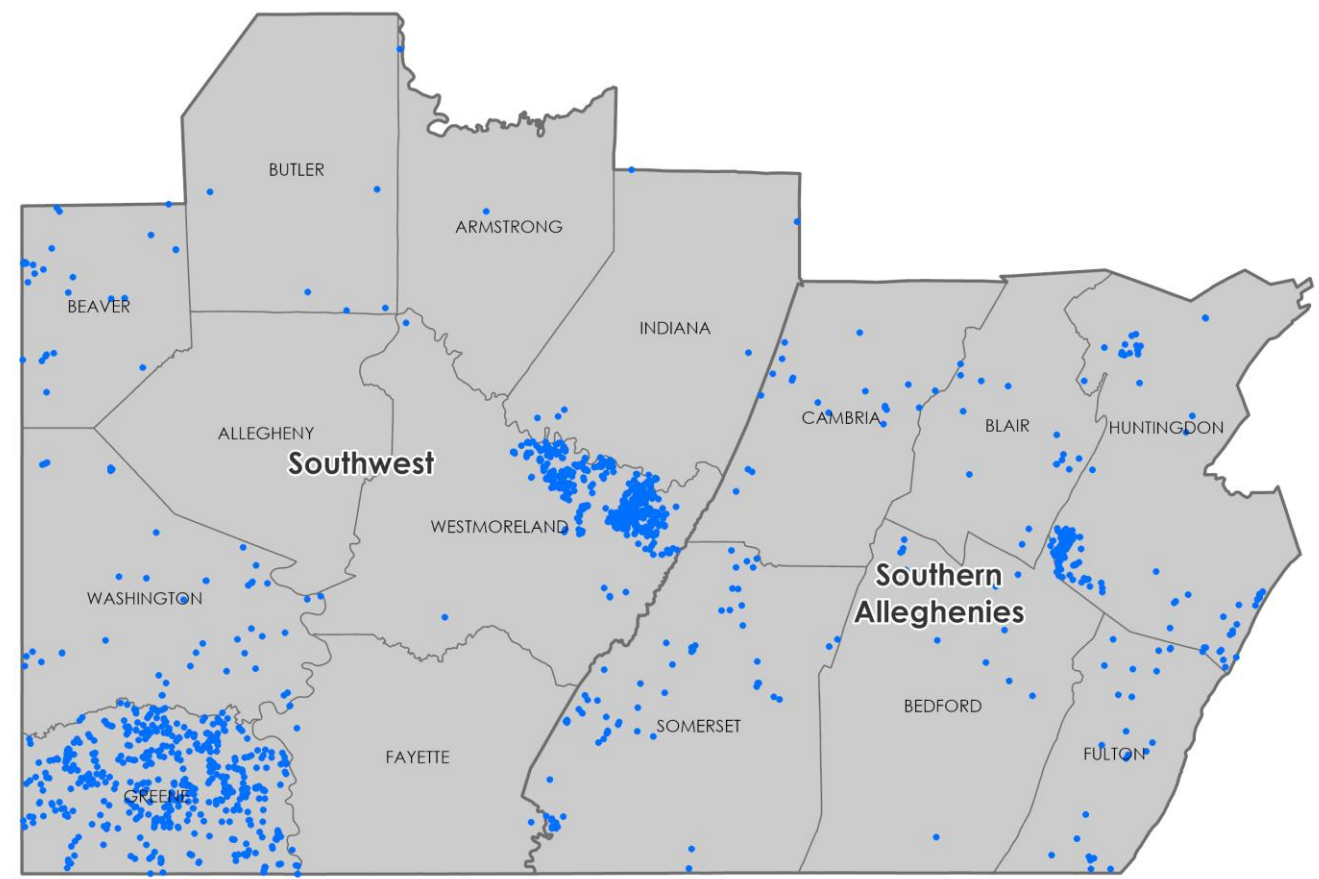 BUTLER
ARMSTRONG
BEAVER
INDIANA
ALLEGHENY
CAMBRIA
BLAIR
HUNTINGDON
Southwest
WESTMORELAND
Southern
Alleghenies
WASHINGTON
BEDFORD
SOMERSET
FULTON
FAYETTE
GREENE